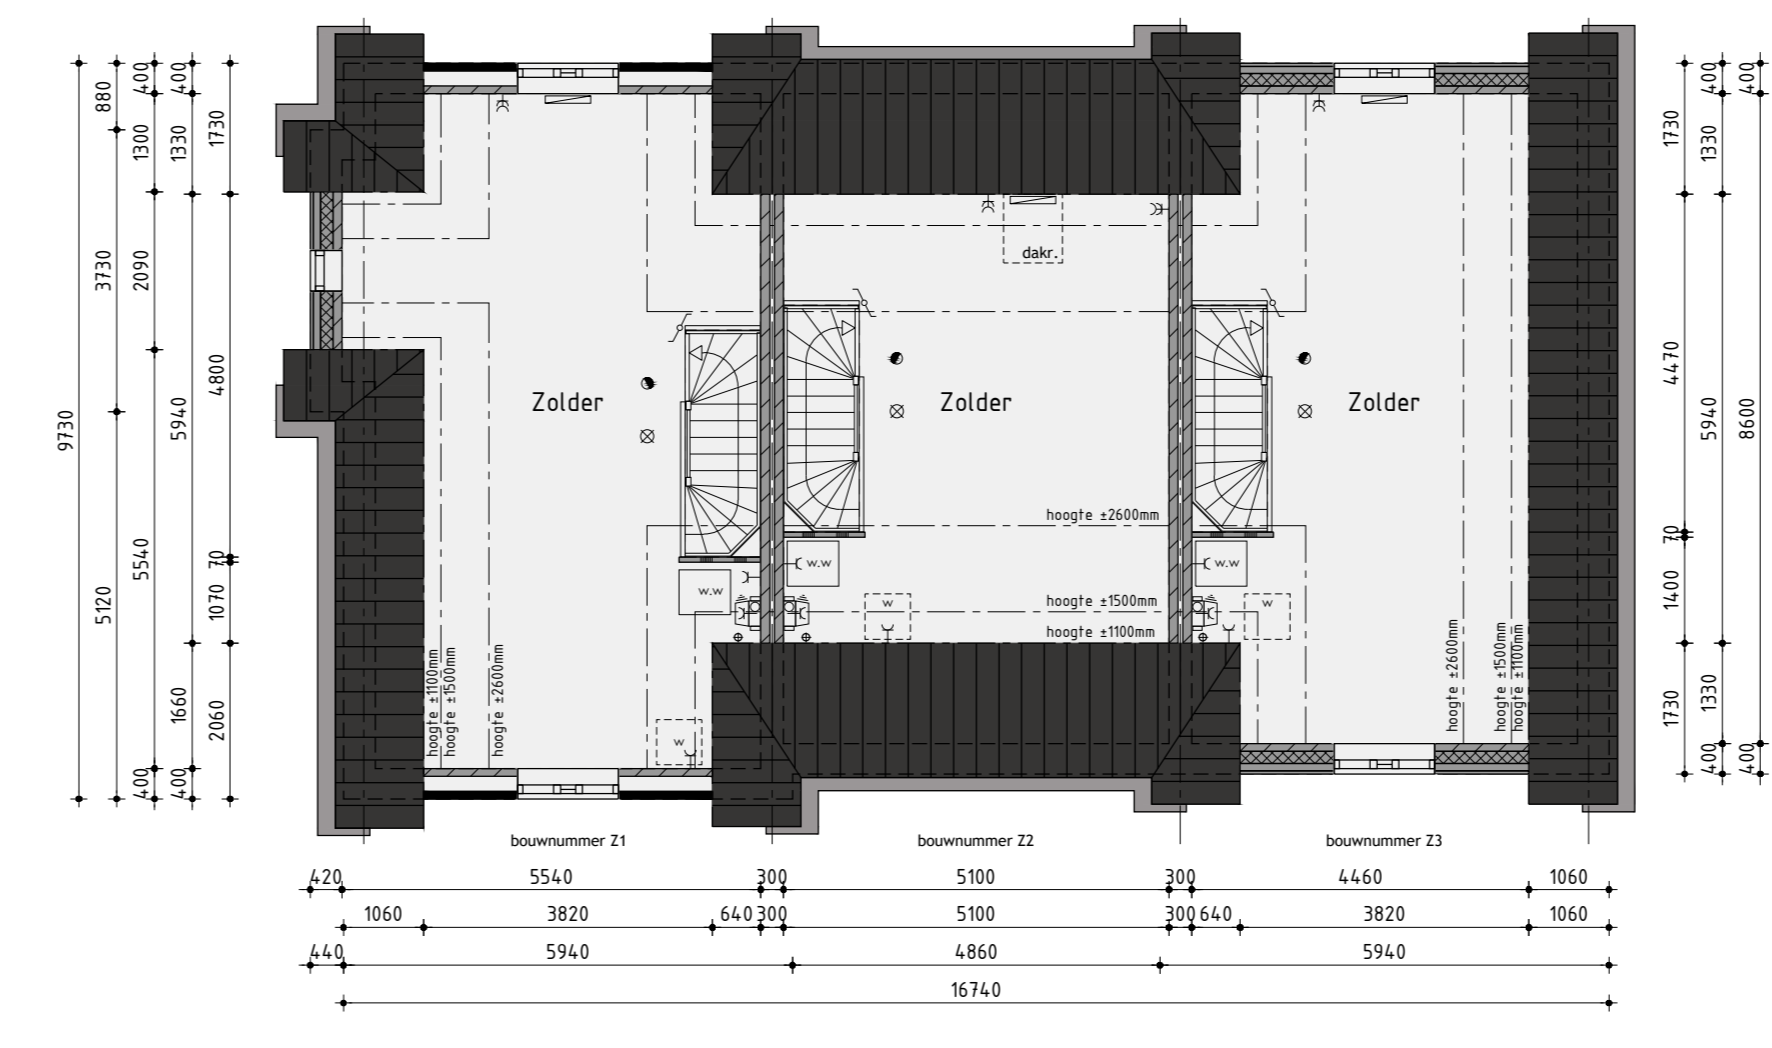 400
400
880
1300
1330
1730
3730
2090
4800
9730
5940
5540
70
5120
1070
1660
2060
400
400
Zolder
hoogte ±1100mm
hoogte ±1500mm
hoogte ±2600mm
w.w
w
dakr.
Zolder
hoogte ±2600mm
w.w
hoogte ±1500mm
w
hoogte ±1100mm
Zolder
w.w
w
hoogte ±2600mm
hoogte ±1500mm
hoogte ±1100mm
400
400
1730
1330
4470
5940
8600
70
1400
1730
1330
400
400
bouwnummer Z1 bouwnummer Z2 bouwnummer Z3
420 5540 300 5100 300 4460 1060
1060 3820 640 300 5100 300 640 3820 1060
440 5940 4860 5940
16740